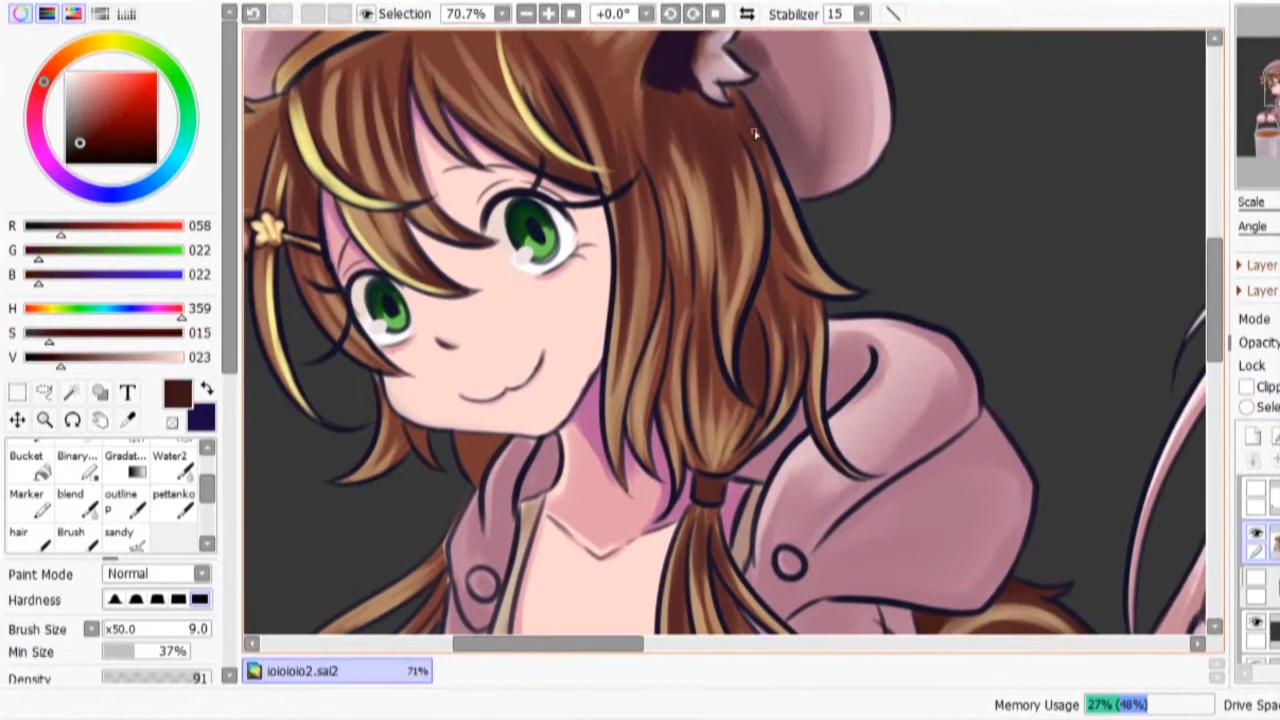 Selection 70.7% +0.0° Stabilizer 15
R 058
G 022
B 022
H 359
S 015
V 023
T
Bucket Binary... Gradat... Water2
Marker blend outline p pettanko
hair Brush sandy
Paint Mode Normal
Hardness
Brush Size x50.0 9.0
Min Size 37%
Density 91
Scale
Angle
Layer
Layer
Mode
Opacity
Lock
Clipp
Sele
ioioioio2.sai2 71%
Memory Usage 27% (48%) Drive Spa